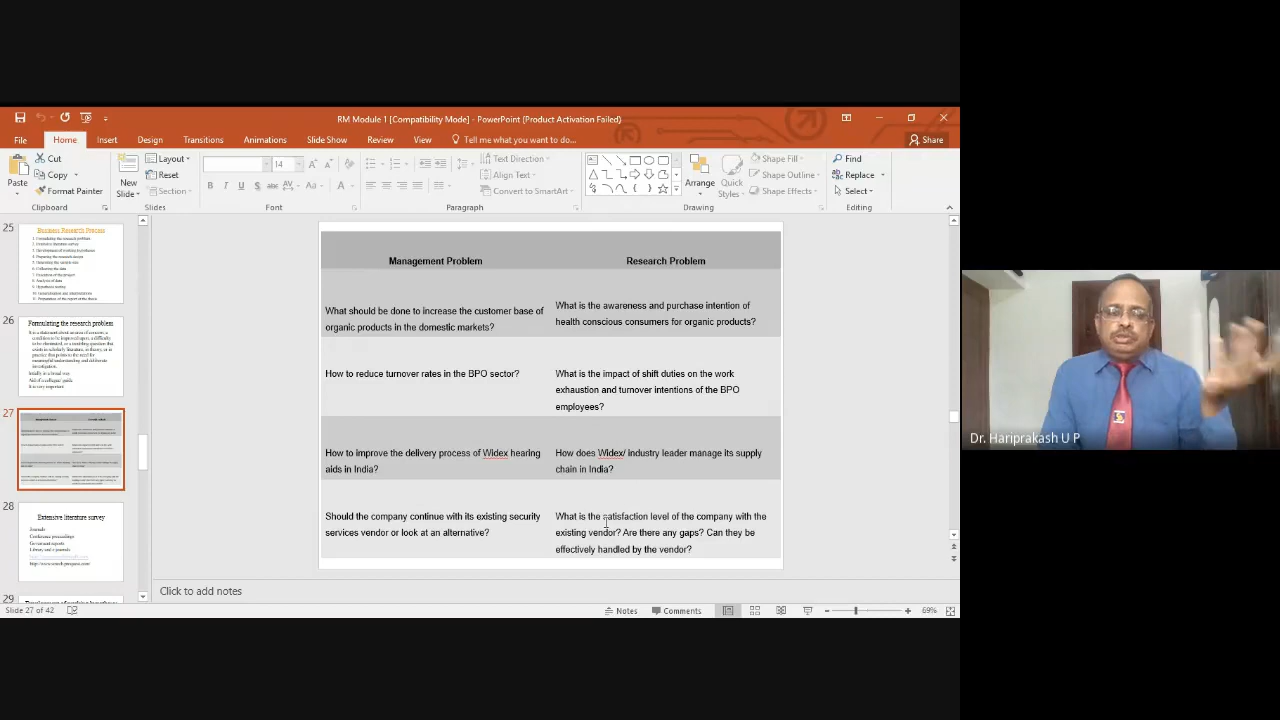 RM Module 1 [Compatibility Mode] - PowerPoint (Product Activation Failed)
File Home Insert Design Transitions Animations Slide Show Review View Tell me what you want to do... Share
Paste Cut Copy Format Painter Clipboard
New Slide Layout Reset Section Slides
14 Font
Text Direction Align Text Convert to SmartArt Paragraph
Arrange Quick Styles Shape Fill Shape Outline Shape Effects Drawing
Find Replace Select Editing
25
Business Research Process
26
Formulating the research problem
27
28
Extensive literature survey
Journals
Conference proceedings
Government reports
29
Management Problem
Research Problem
What should be done to increase the customer base of
organic products in the domestic markets?
What is the awareness and purchase intention of
health conscious consumers for organic products?
How to reduce turnover rates in the BPO sector?
What is the impact of shift duties on the work
exhaustion and turnover intentions of the BPO
employees?
How to improve the delivery process of Widex hearing
aids in India?
How does Widex/ industry leader manage its supply
chain in India?
Should the company continue with its existing security
services vendor or look at an alternative?
What is the satisfaction level of the company with the
existing vendor? Are there any gaps? Can they be
effectively handled by the vendor?
Click to add notes
Slide 27 of 42
Notes Comments 69%
Dr. Hariprakash U P